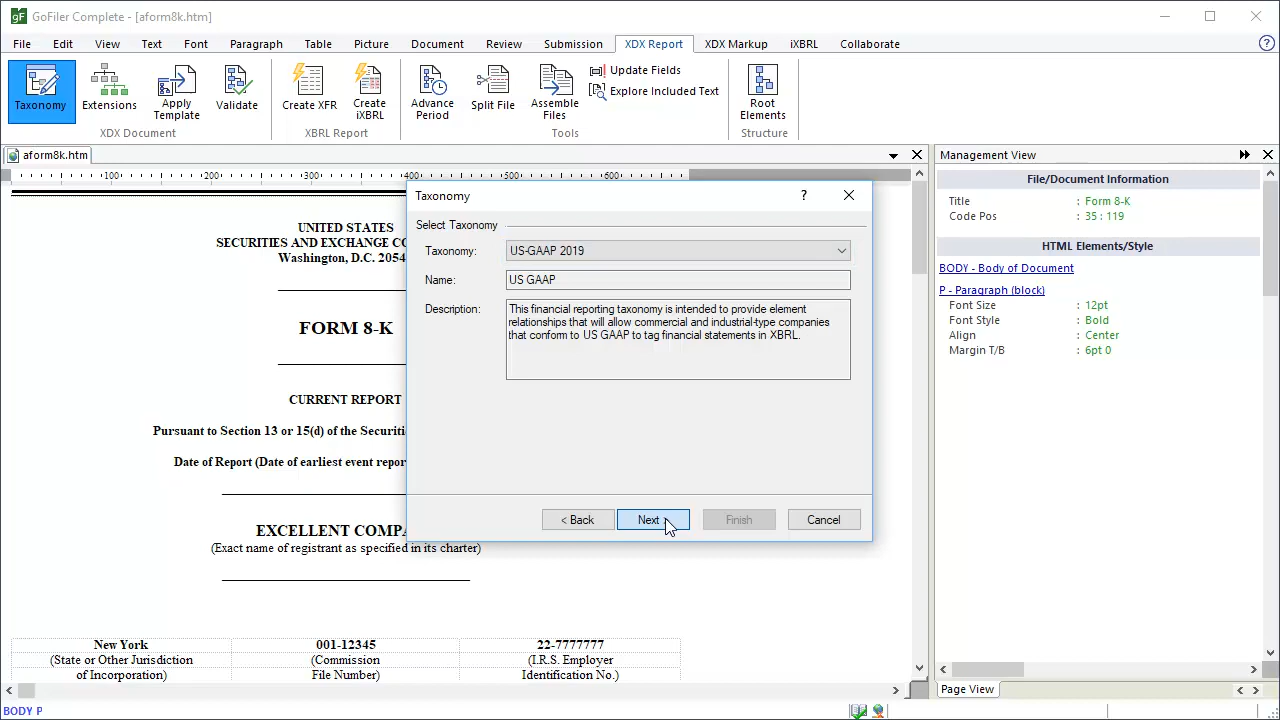 gF GoFiler Complete - [aform8k.htm]
File Edit View Text Font Paragraph Table Picture Document Review Submission XDX Report XDX Markup iXBRL Collaborate ?
Taxonomy Extensions Apply Template Validate Create XFR Create iXBRL Advance Period Split File Assemble Files Update Fields Explore Included Text Root Elements
XDX Document XBRL Report Tools Structure
aform8k.htm
100 200 300 400 500 600
UNITED STATES
SECURITIES AND EXCHANGE CO
Washington, D.C. 2054
FORM 8-K
CURRENT REPORT
Pursuant to Section 13 or 15(d) of the Securiti
Date of Report (Date of earliest event repor
EXCELLENT COMP
(Exact name of registrant as specified in its charter)
New York 001-12345 22-7777777
(State or Other Jurisdiction (Commission (I.R.S. Employer
of Incorporation) File Number) Identification No.)
Taxonomy ?
Select Taxonomy
Taxonomy: US-GAAP 2019
Name: US GAAP
Description: This financial reporting taxonomy is intended to provide element
relationships that will allow commercial and industrial-type companies
that conform to US GAAP to tag financial statements in XBRL.
< Back Next > Finish Cancel
Management View
File/Document Information
Title : Form 8-K
Code Pos : 35 : 119
HTML Elements/Style
BODY - Body of Document
P - Paragraph (block)
Font Size : 12pt
Font Style : Bold
Align : Center
Margin T/B : 6pt 0
Page View
BODY P